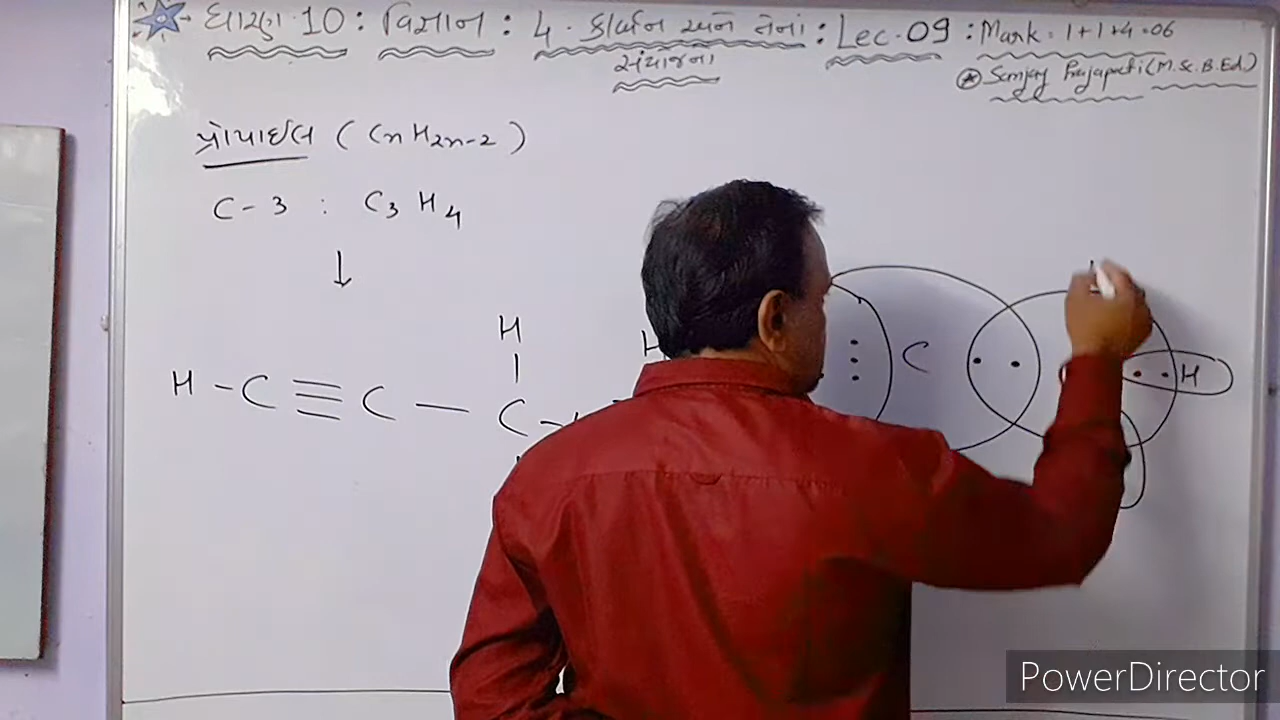 ધોરણ-10 : વિજ્ઞાન : 4. કાર્બન અને તેના : Lec-09 : Mark = 1+1+4=06
સંયોજનો
Sanjay Prajapati (M.Sc. B.Ed.)
પ્રોપાઈન (CnH2n-2)
C-3 : C3H4
↓
H
H
H - C ≡ C — C -
C
H
PowerDirector